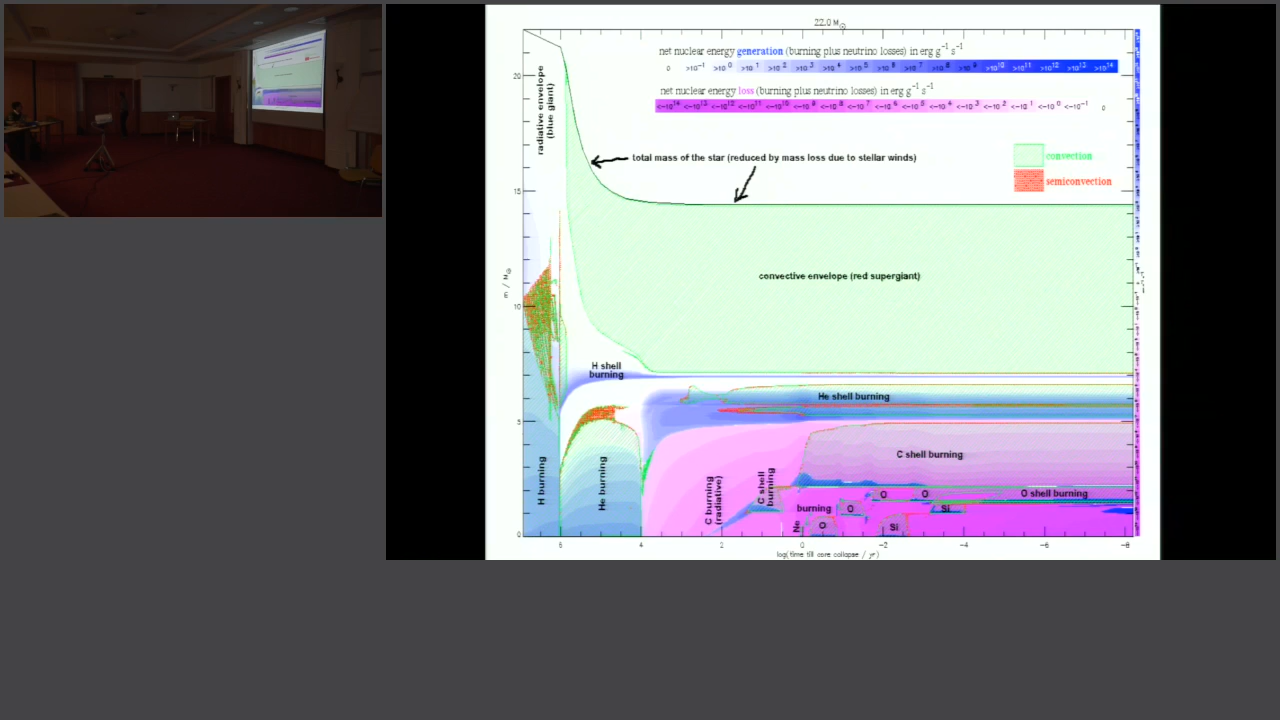 22.0 M⊙
net nuclear energy generation (burning plus neutrino losses) in erg g⁻¹ s⁻¹
0 >10⁻¹ >10⁰ >10¹ >10² >10³ >10⁴ >10⁵ >10⁶ >10⁷ >10⁸ >10⁹ >10¹⁰ >10¹¹ >10¹² >10¹³ >10¹⁴
net nuclear energy loss (burning plus neutrino losses) in erg g⁻¹ s⁻¹
<-10¹⁴ <-10¹³ <-10¹² <-10¹¹ <-10¹⁰ <-10⁹ <-10⁸ <-10⁷ <-10⁶ <-10⁵ <-10⁴ <-10³ <-10² <-10¹ <-10⁰ <-10⁻¹ 0
radiative envelope
(blue giant)
total mass of the star (reduced by mass loss due to stellar winds)
convection
semiconvection
convective envelope (red supergiant)
m / M⊙
20
15
10
5
0
H shell
burning
He shell burning
C shell burning
H burning
He burning
C burning
(radiative)
C shell
burning
O O O shell burning
Ne
burning
O
Si
O
Si
6 4 2 0 -2 -4 -6 -8
log(time till core collapse / yr)